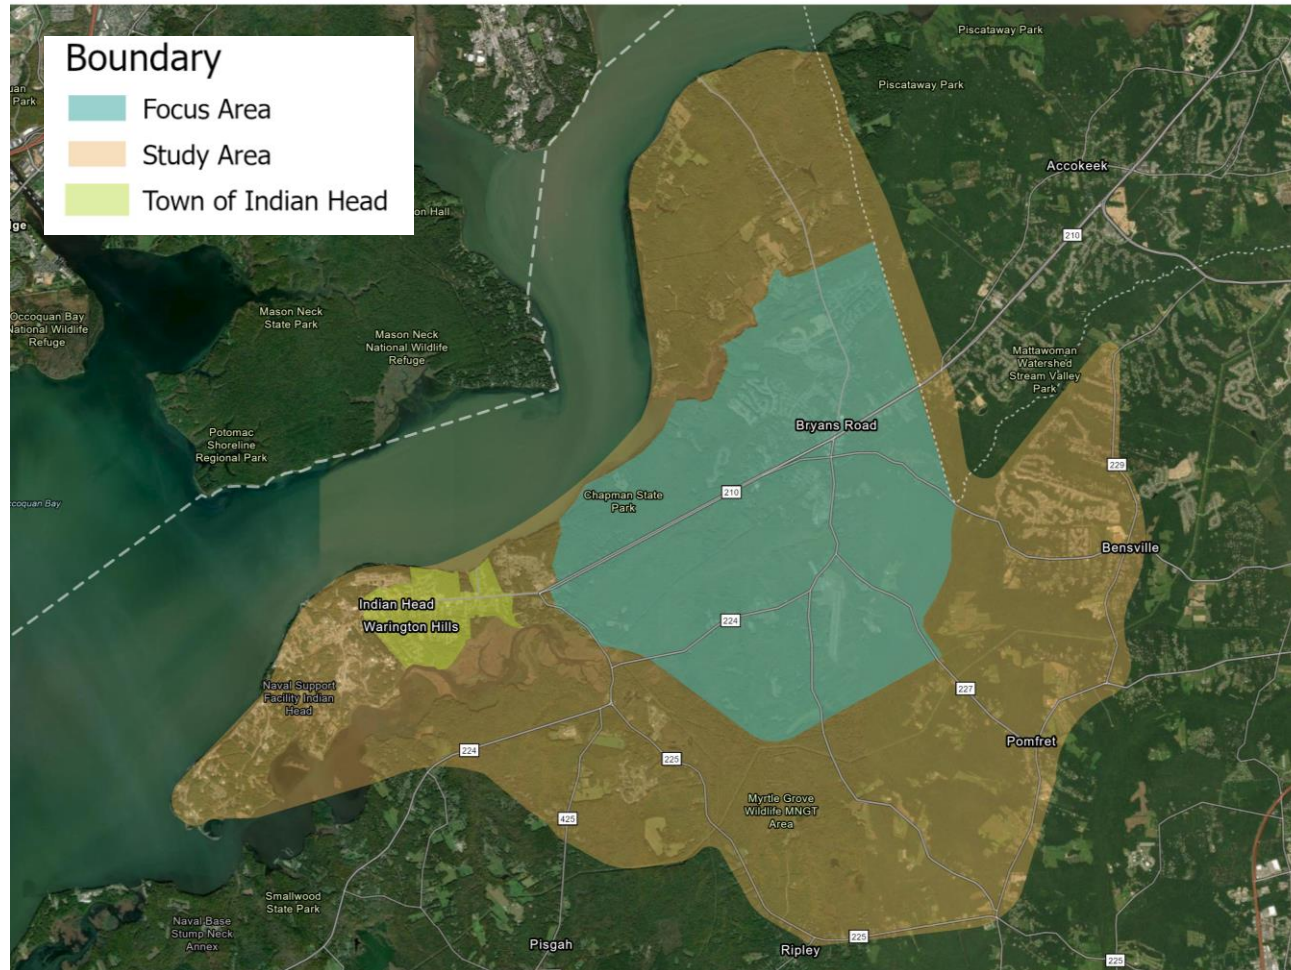 Boundary
Focus Area
Study Area
Town of Indian Head
Piscataway Park
Piscataway Park
Accokeek
210
Mason Neck
State Park
Mason Neck
National Wildlife
Refuge
Occoquan Bay
National Wildlife
Refuge
Park
Mattawoman
Watershed
Stream Valley
Park
Potomac
Shoreline
Regional Park
Bryans Road
229
210
Chapman State
Park
Bensville
Indian Head
Warington Hills
224
Naval Support
Facility Indian
Head
227
Pomfret
224
225
Myrtle Grove
Wildlife MNGT
Area
425
Smallwood
State Park
Naval Base
Stump Neck
Annex
Pisgah
Ripley
225
225